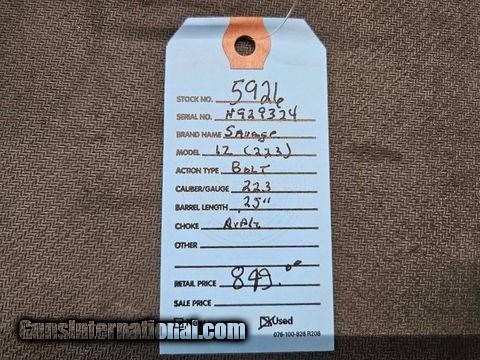 STOCK NO. 5926
SERIAL NO. H929324
BRAND NAME Savage
MODEL 12 (223)
ACTION TYPE BOLT
CALIBER/GAUGE 223
BARREL LENGTH 25"
CHOKE
OTHER
RETAIL PRICE 849.00
SALE PRICE
Used
076-100-828 R208
GunsInternational.com